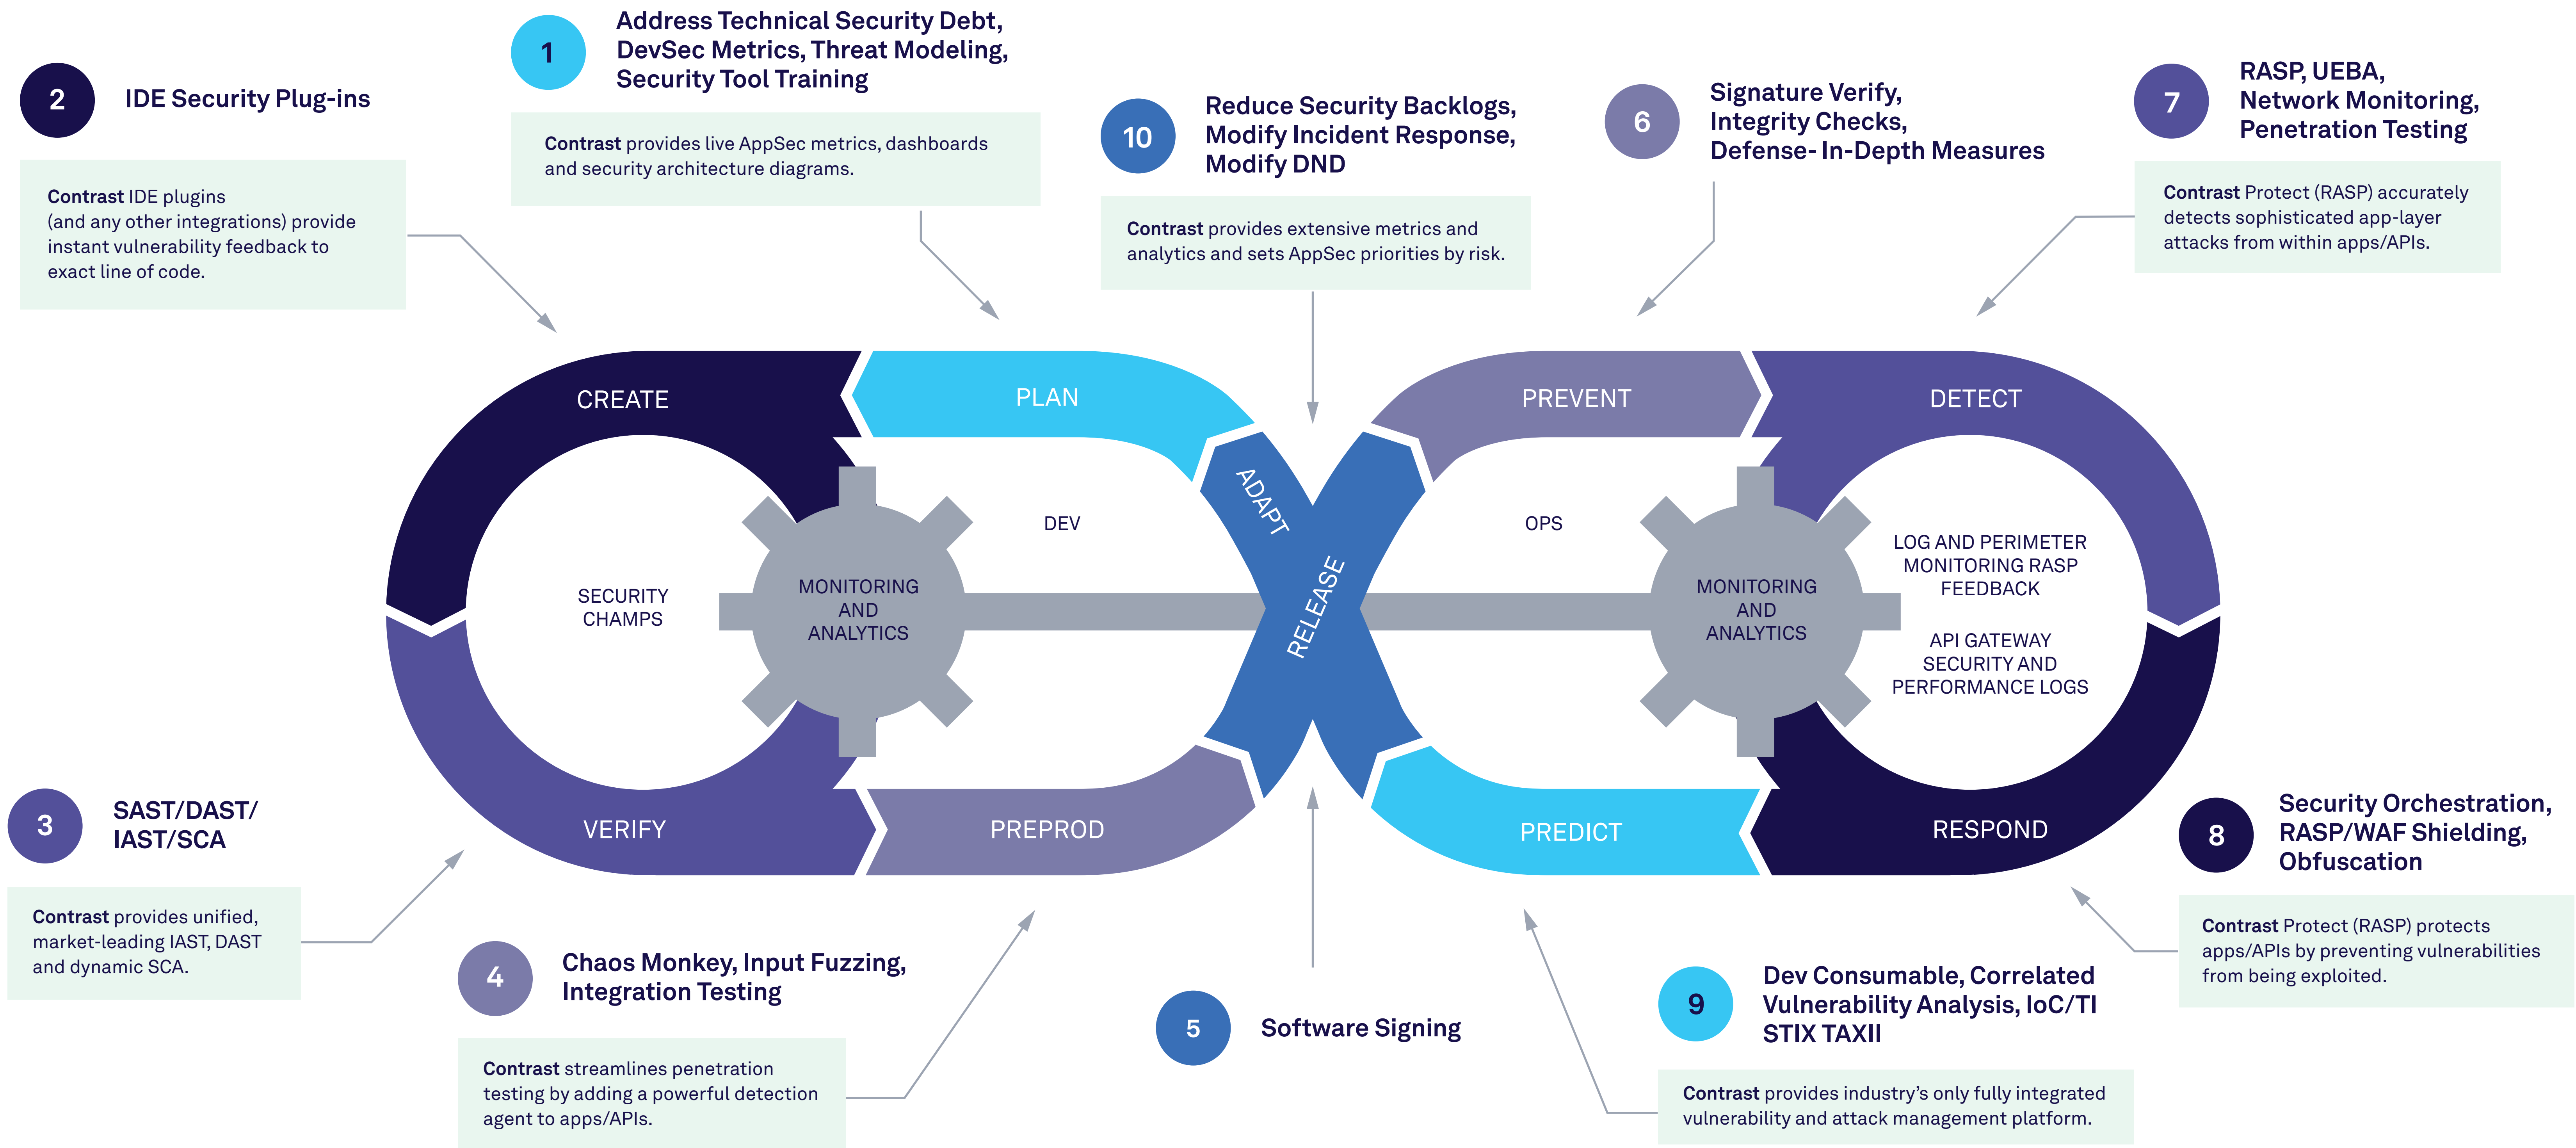 1
Address Technical Security Debt,
DevSec Metrics, Threat Modeling,
Security Tool Training
Contrast provides live AppSec metrics, dashboards
and security architecture diagrams.
2
IDE Security Plug-ins
Contrast IDE plugins
(and any other integrations) provide
instant vulnerability feedback to
exact line of code.
10
Reduce Security Backlogs,
Modify Incident Response,
Modify DND
Contrast provides extensive metrics and
analytics and sets AppSec priorities by risk.
6
Signature Verify,
Integrity Checks,
Defense- In-Depth Measures
7
RASP, UEBA,
Network Monitoring,
Penetration Testing
Contrast Protect (RASP) accurately
detects sophisticated app-layer
attacks from within apps/APIs.
CREATE
PLAN
PREVENT
DETECT
ADAPT
RELEASE
DEV
OPS
SECURITY
CHAMPS
MONITORING
AND
ANALYTICS
MONITORING
AND
ANALYTICS
LOG AND PERIMETER
MONITORING RASP
FEEDBACK
API GATEWAY
SECURITY AND
PERFORMANCE LOGS
VERIFY
PREPROD
PREDICT
RESPOND
3
SAST/DAST/
IAST/SCA
Contrast provides unified,
market-leading IAST, DAST
and dynamic SCA.
4
Chaos Monkey, Input Fuzzing,
Integration Testing
Contrast streamlines penetration
testing by adding a powerful detection
agent to apps/APIs.
5
Software Signing
9
Dev Consumable, Correlated
Vulnerability Analysis, IoC/TI
STIX TAXII
Contrast provides industry’s only fully integrated
vulnerability and attack management platform.
8
Security Orchestration,
RASP/WAF Shielding,
Obfuscation
Contrast Protect (RASP) protects
apps/APIs by preventing vulnerabilities
from being exploited.